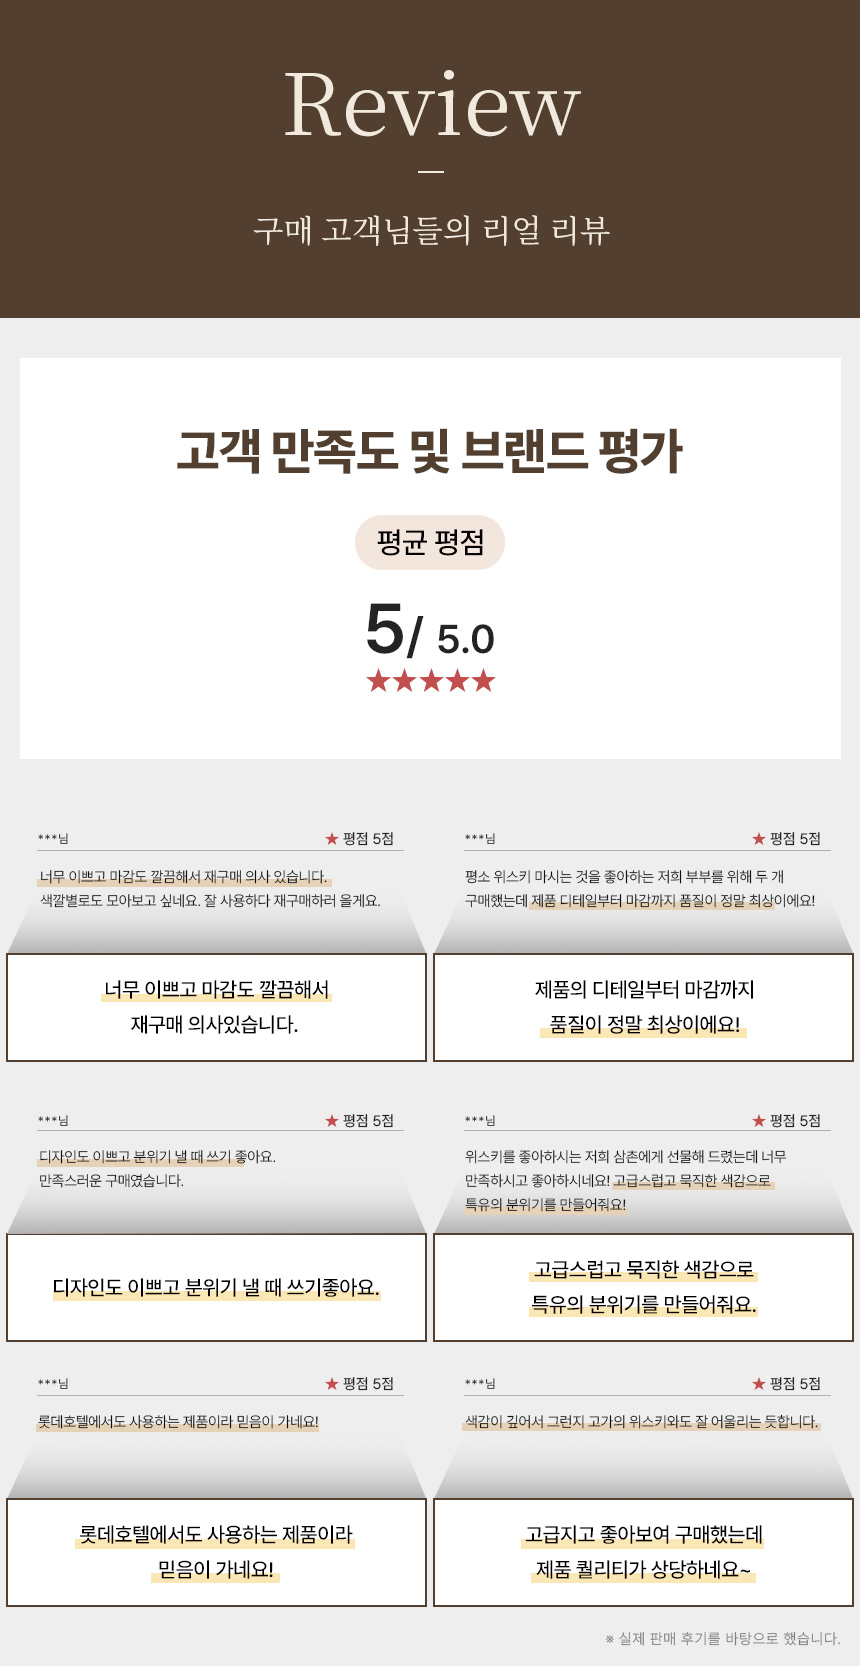 Review
구매 고객님들의 리얼 리뷰
고객 만족도 및 브랜드 평가
평균 평점
5/ 5.0
★★★★★
***님 ★ 평점 5점
너무 이쁘고 마감도 깔끔해서 재구매 의사 있습니다.
색깔별로도 모아보고 싶네요. 잘 사용하다 재구매하러 올게요.
너무 이쁘고 마감도 깔끔해서
재구매 의사있습니다.
***님 ★ 평점 5점
평소 위스키 마시는 것을 좋아하는 저희 부부를 위해 두 개
구매했는데 제품 디테일부터 마감까지 품질이 정말 최상이에요!
제품의 디테일부터 마감까지
품질이 정말 최상이에요!
***님 ★ 평점 5점
디자인도 이쁘고 분위기 낼 때 쓰기 좋아요.
만족스러운 구매였습니다.
디자인도 이쁘고 분위기 낼 때 쓰기좋아요.
***님 ★ 평점 5점
위스키를 좋아하시는 저희 삼촌에게 선물해 드렸는데 너무
만족하시고 좋아하시네요! 고급스럽고 묵직한 색감으로
특유의 분위기를 만들어줘요!
고급스럽고 묵직한 색감으로
특유의 분위기를 만들어줘요.
***님 ★ 평점 5점
롯데호텔에서도 사용하는 제품이라 믿음이 가네요!
롯데호텔에서도 사용하는 제품이라
믿음이 가네요!
***님 ★ 평점 5점
색감이 깊어서 그런지 고가의 위스키와도 잘 어울리는 듯합니다.
고급지고 좋아보여 구매했는데
제품 퀄리티가 상당하네요~
※ 실제 판매 후기를 바탕으로 했습니다.